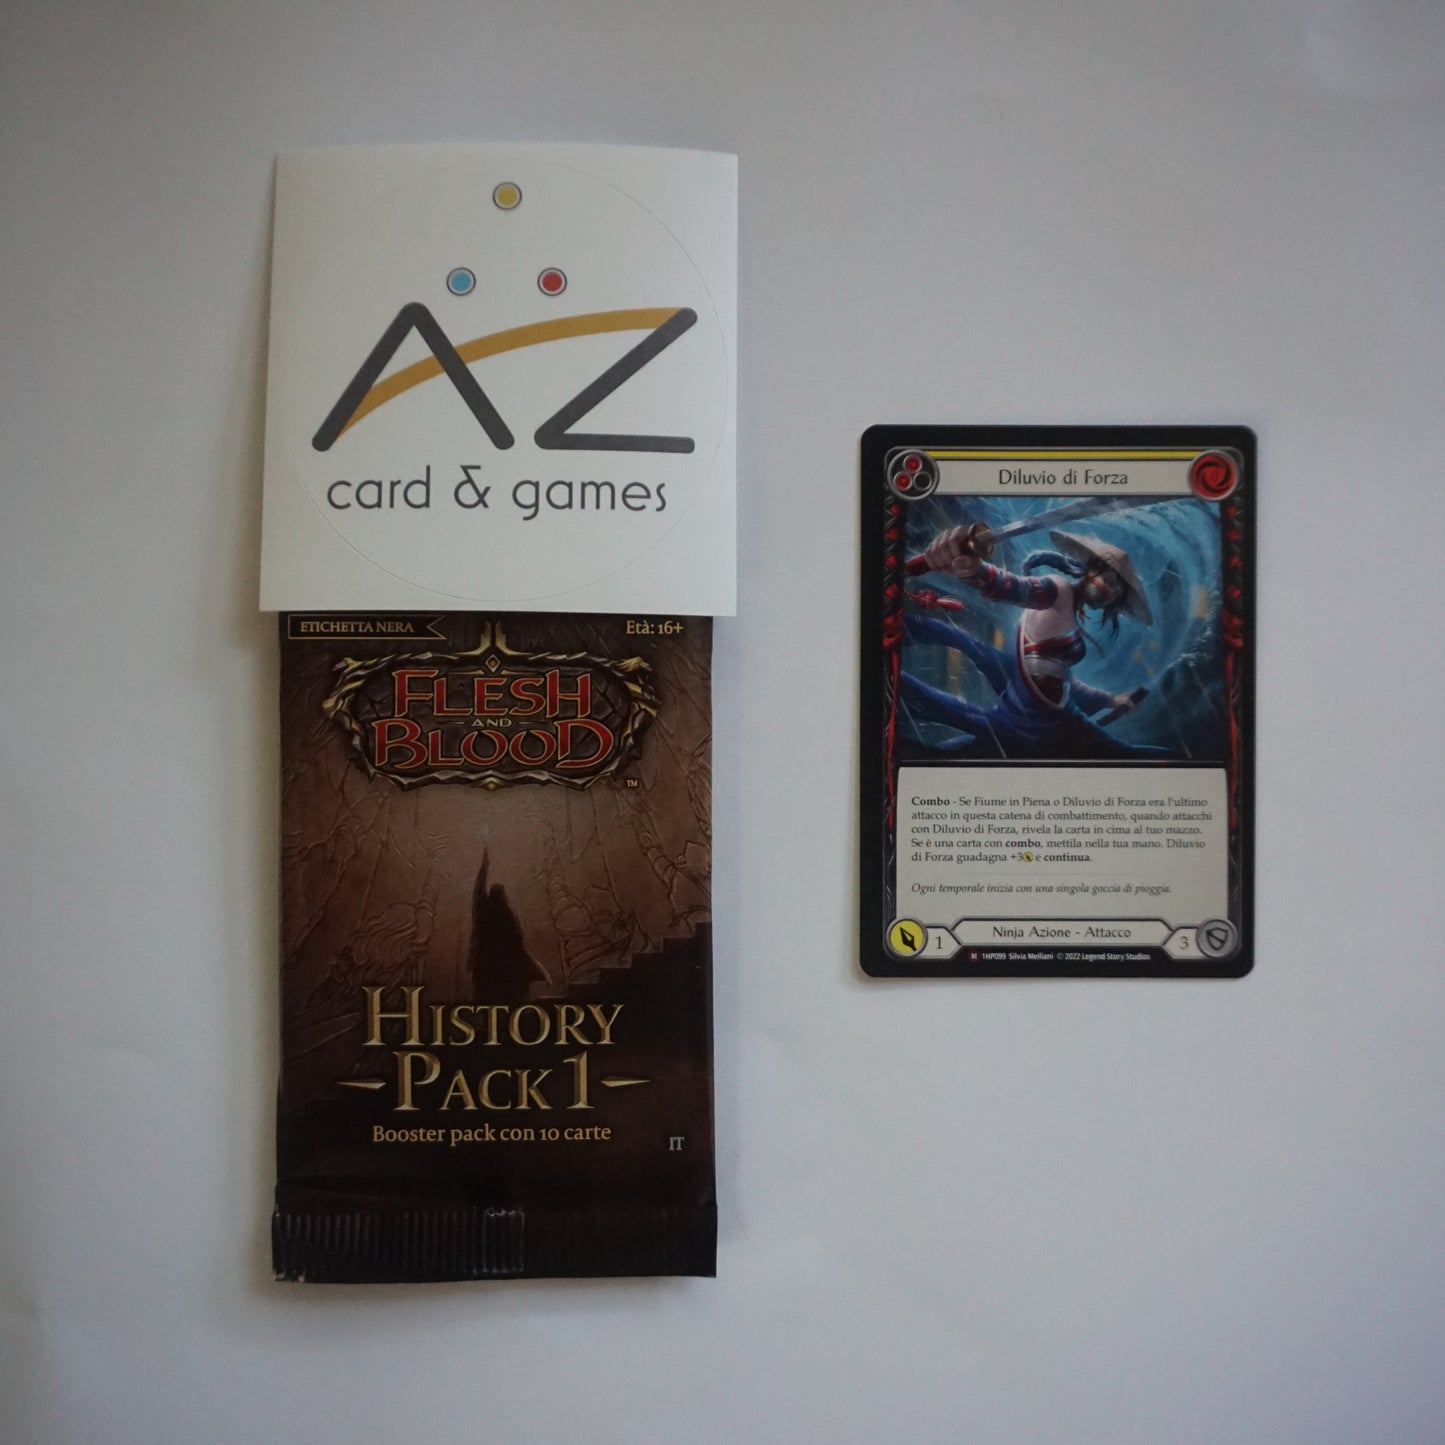 AZ
card & games
ETICHETTA NERA
Età: 16+
FLESH
AND
BLOOD
™
HISTORY
PACK 1
Booster pack con 10 carte
IT
Diluvio di Forza
Combo - Se Fiume in Piena o Diluvio di Forza era l'ultimo
attacco in questa catena di combattimento, quando attacchi
con Diluvio di Forza, rivela la carta in cima al tuo mazzo.
Se è una carta con combo, mettila nella tua mano. Diluvio
di Forza guadagna +3 e continua.
Ogni temporale inizia con una singola goccia di pioggia.
1
Ninja Azione - Attacco
3
M 1HP099 Silvia Meiliani © 2022 Legend Story Studios